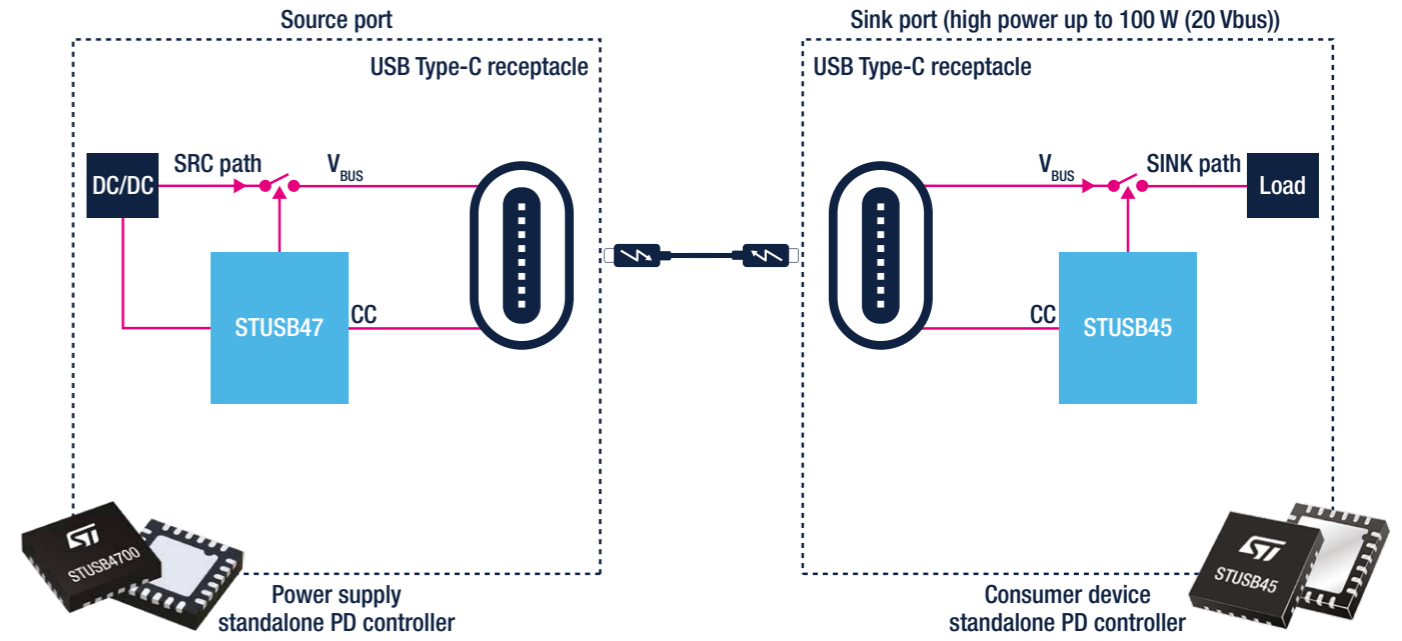 Source port
USB Type-C receptacle
SRC path
VBUS
DC/DC
STUSB47
CC
ST
STUSB4700
Power supply
standalone PD controller
Sink port (high power up to 100 W (20 Vbus))
USB Type-C receptacle
VBUS
SINK path
Load
CC
STUSB45
ST
STUSB45
Consumer device
standalone PD controller